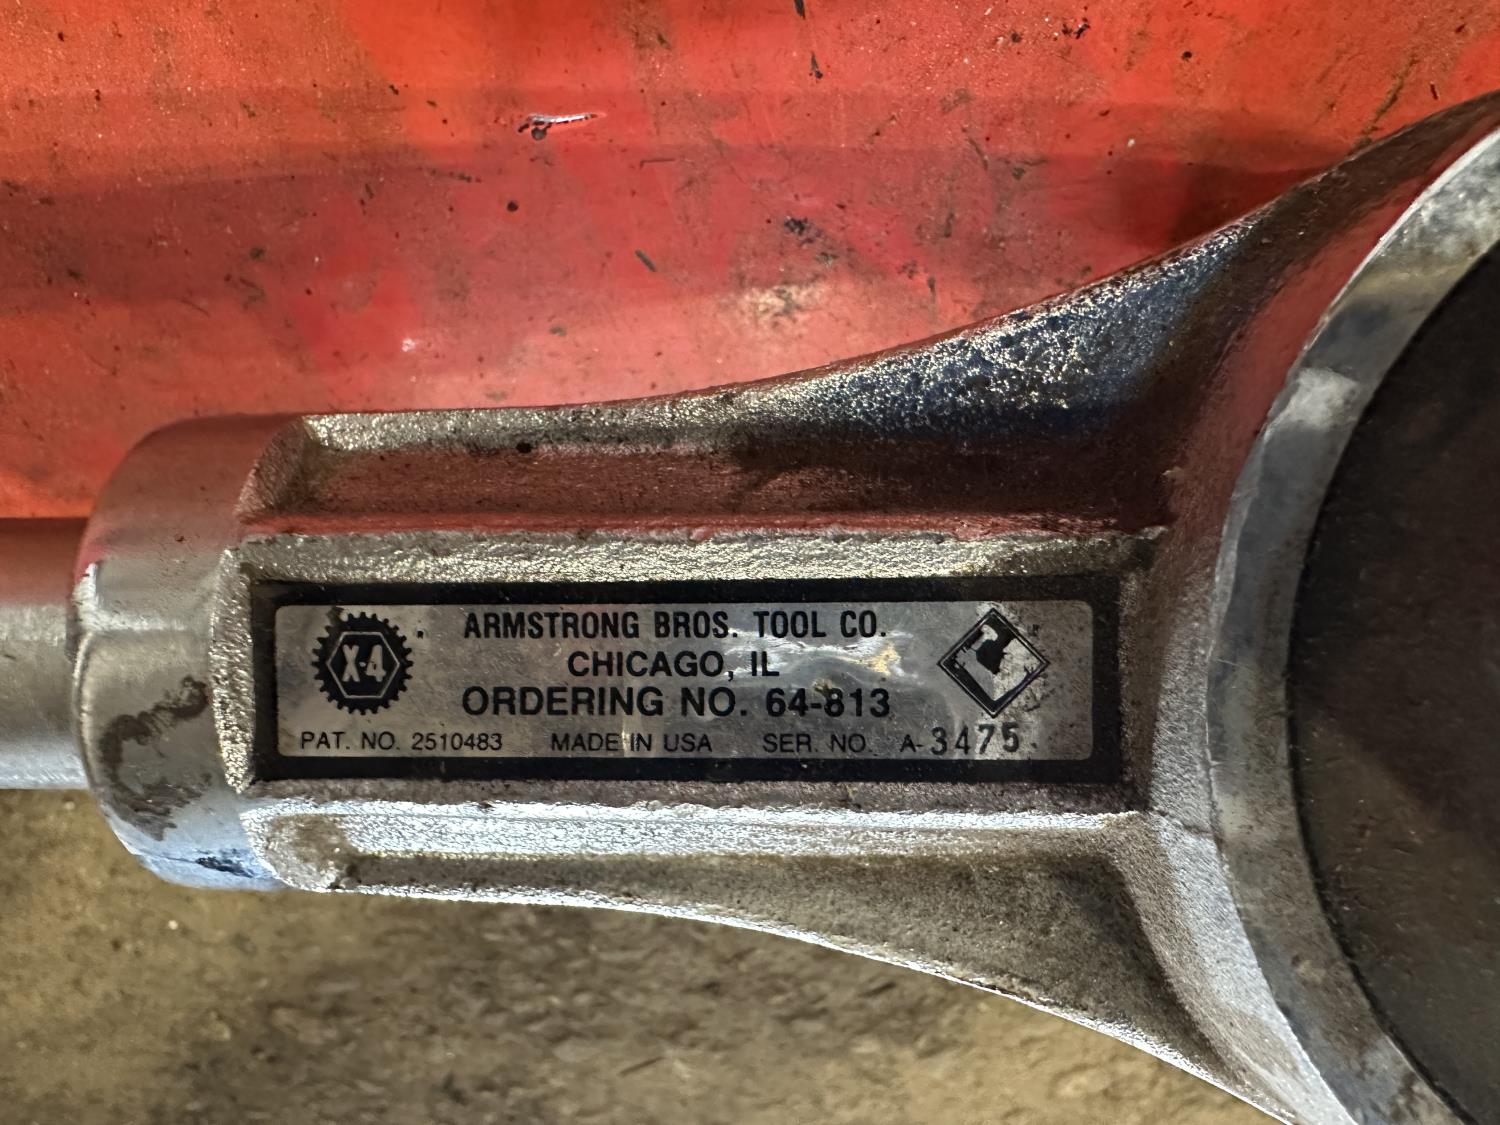 X-4
ARMSTRONG BROS. TOOL CO.
CHICAGO, IL
ORDERING NO. 64-813
PAT. NO. 2510483 MADE IN USA SER. NO. A-3475